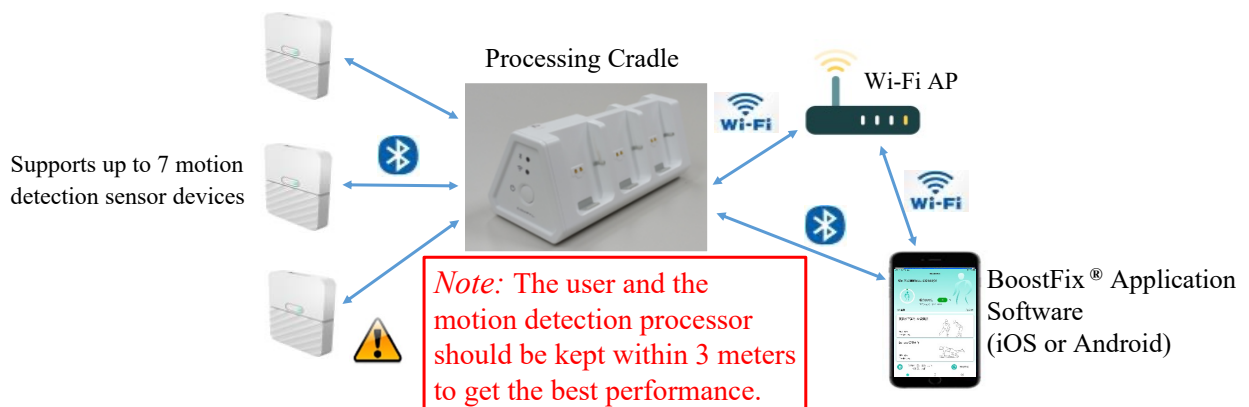 Processing Cradle
Wi-Fi AP
Wi-Fi
Supports up to 7 motion
detection sensor devices
Wi-Fi
Note: The user and the
motion detection processor
should be kept within 3 meters
to get the best performance.
BoostFix ® Application
Software
(iOS or Android)